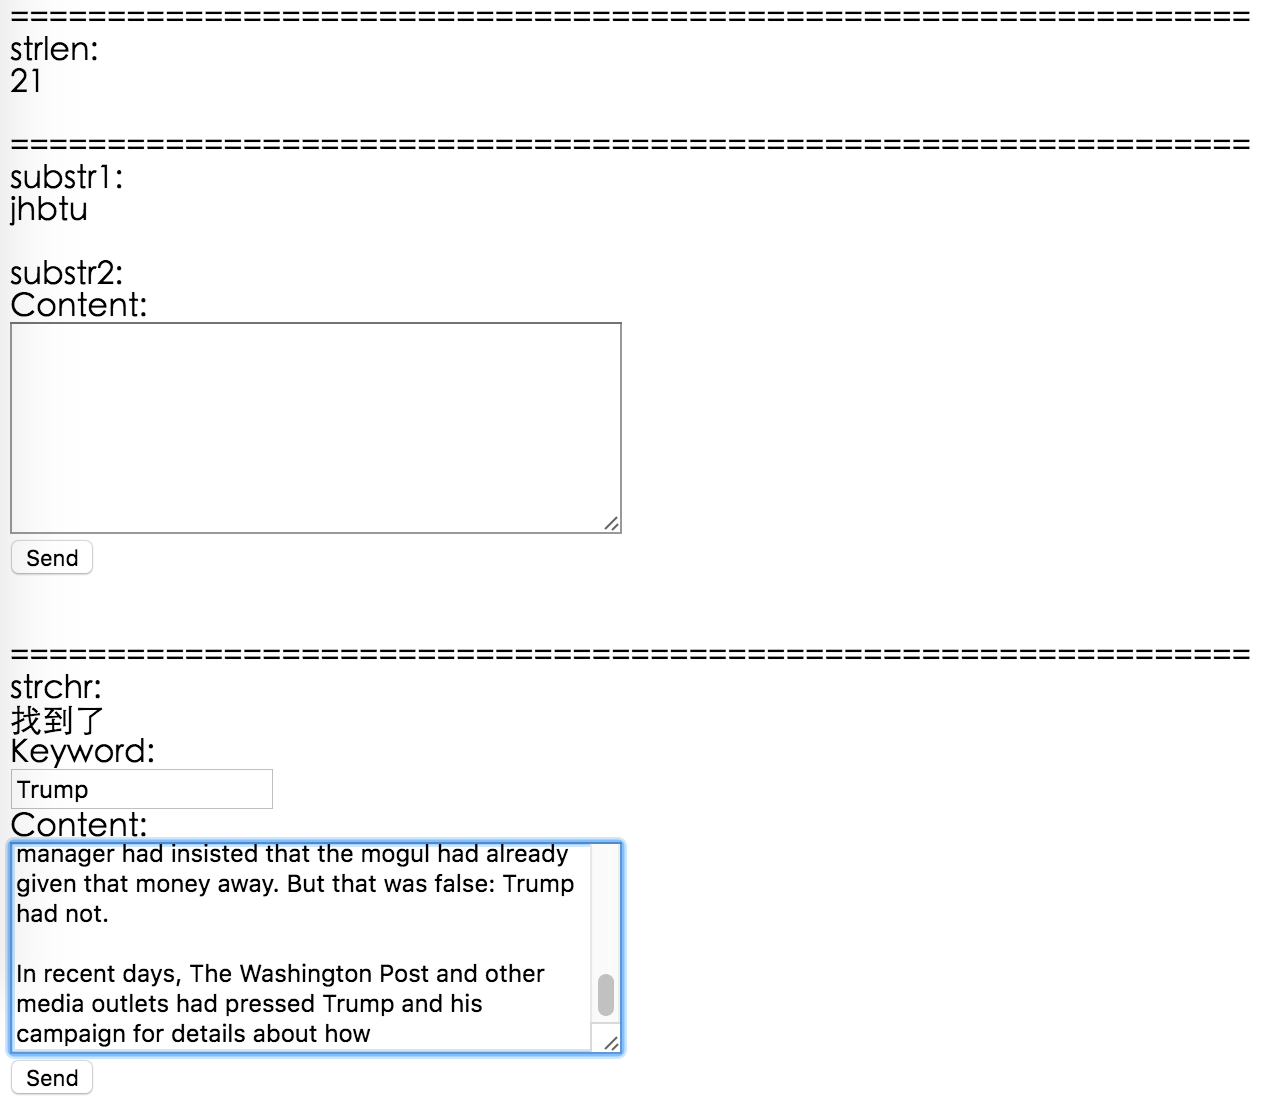 ================================================================
strlen:
21
================================================================
substr1:
jhbtu
substr2:
Content:
Send
================================================================
strchr:
找到了
Keyword:
Trump
Content:
manager had insisted that the mogul had already
given that money away. But that was false: Trump
had not.
In recent days, The Washington Post and other
media outlets had pressed Trump and his
campaign for details about how
Send